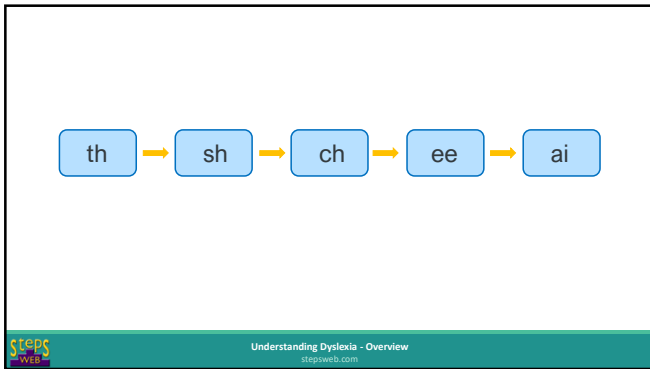 th sh ch ee ai
Understanding Dyslexia - Overview
stepsweb.com
StepS
WEB